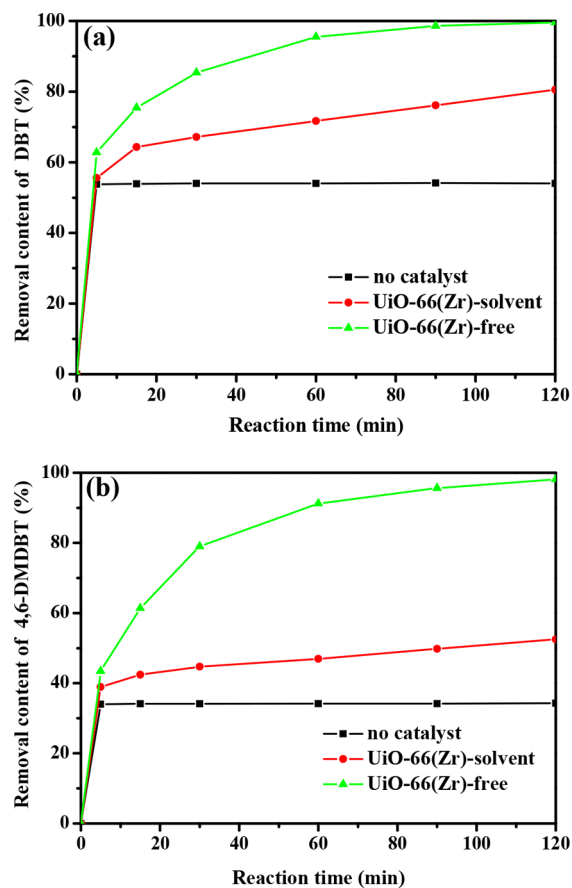 (a)
Removal content of DBT (%)
100
80
60
40
20
0
no catalyst
UiO-66(Zr)-solvent
UiO-66(Zr)-free
0 20 40 60 80 100 120
Reaction time (min)
(b)
Removal content of 4,6-DMDBT (%)
100
80
60
40
20
0
no catalyst
UiO-66(Zr)-solvent
UiO-66(Zr)-free
0 20 40 60 80 100 120
Reaction time (min)